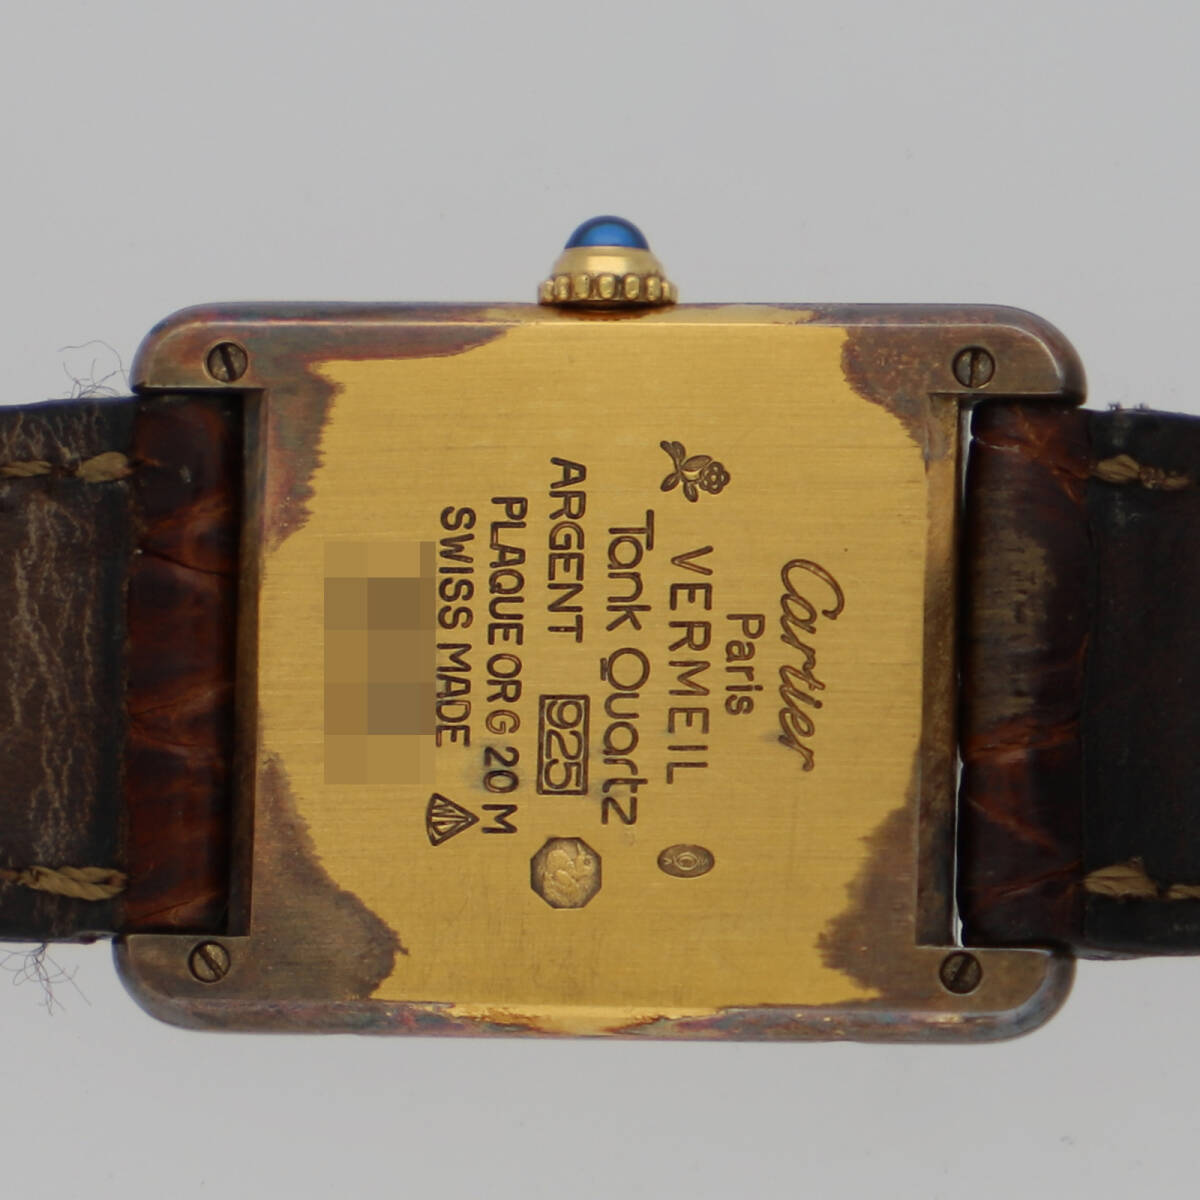 Cartier
Paris
VERMEIL
Tank Quartz
ARGENT 925
PLAQUE OR G 20 M
SWISS MADE